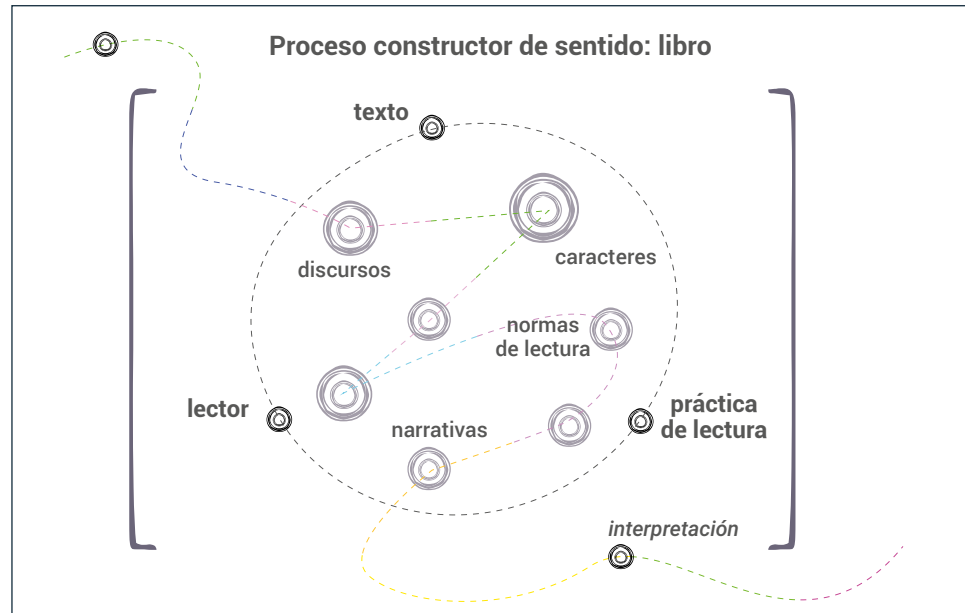 Proceso constructor de sentido: libro
texto
discursos
caracteres
normas
de lectura
lector
narrativas
práctica
de lectura
interpretación